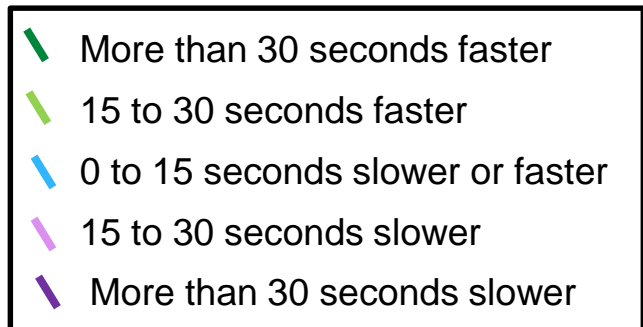 More than 30 seconds faster
15 to 30 seconds faster
0 to 15 seconds slower or faster
15 to 30 seconds slower
More than 30 seconds slower